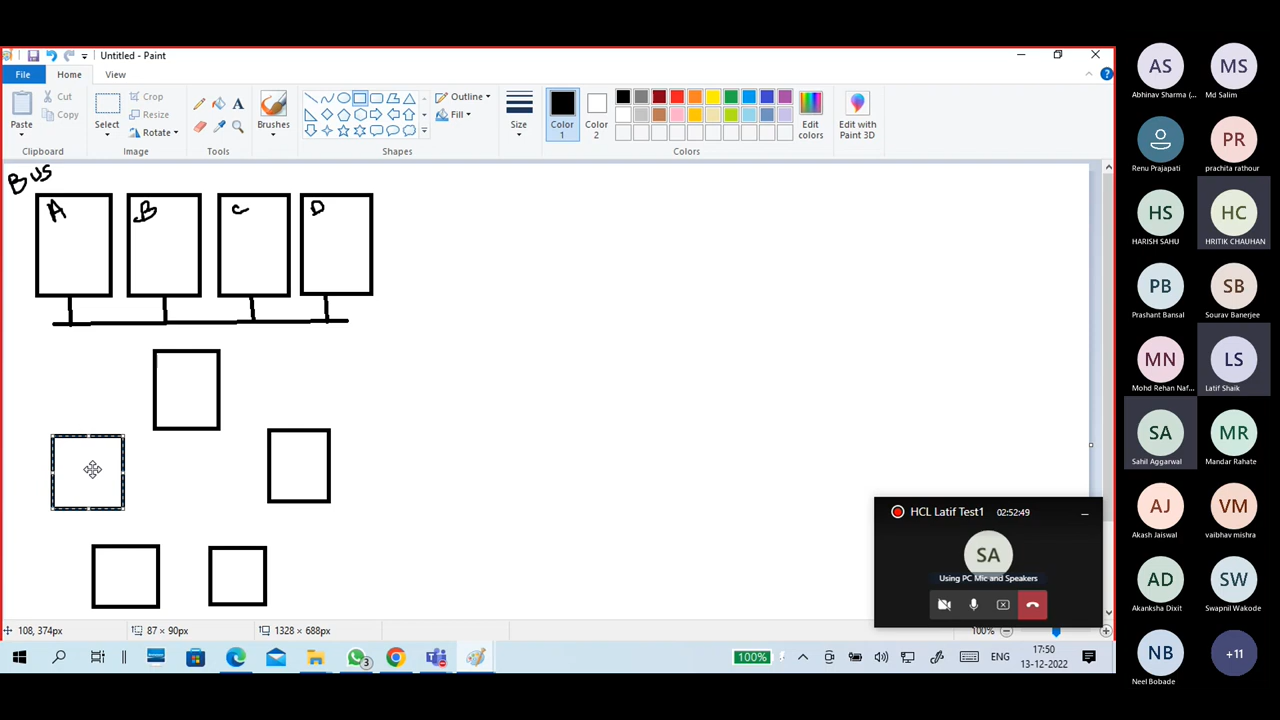 Untitled - Paint
File
Home
View
Paste
Cut
Copy
Clipboard
Select
Crop
Resize
Rotate
Image
A
Tools
Brushes
Shapes
Outline
Fill
Size
Color
1
Color
2
Edit
colors
Colors
Edit with
Paint 3D
Bus
A
B
C
D
HCL Latif Test1
02:52:49
SA
Using PC Mic and Speakers
108, 374px
87 × 90px
1328 × 688px
100%
3
100%
ENG
17:50
13-12-2022
AS
Abhinav Sharma (...
MS
Md Salim
Renu Prajapati
PR
prachita rathour
HS
HARISH SAHU
HC
HRITIK CHAUHAN
PB
Prashant Bansal
SB
Sourav Banerjee
MN
Mohd Rehan Naf...
LS
Latif Shaik
SA
Sahil Aggarwal
MR
Mandar Rahate
AJ
Akash Jaiswal
VM
vaibhav mishra
AD
Akanksha Dixit
SW
Swapnil Wakode
NB
Neel Bobade
+11